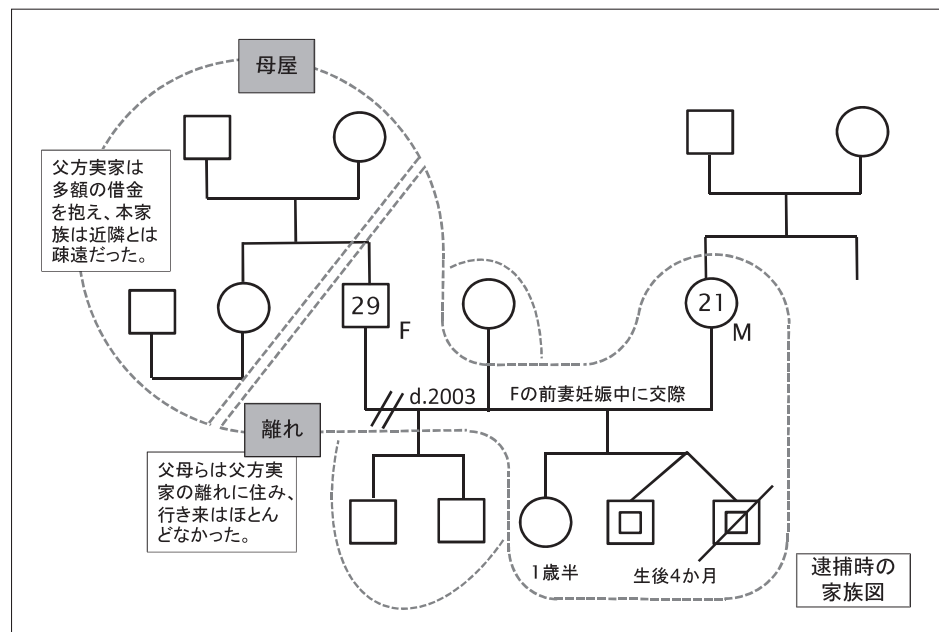 母屋
父方実家は
多額の借金
を抱え、本家
族は近隣とは
疎遠だった。
29
F
21
M
d.2003
Fの前妻妊娠中に交際
離れ
父母らは父方実
家の離れに住み、
行き来はほとん
どなかった。
1歳半
生後4か月
逮捕時の
家族図